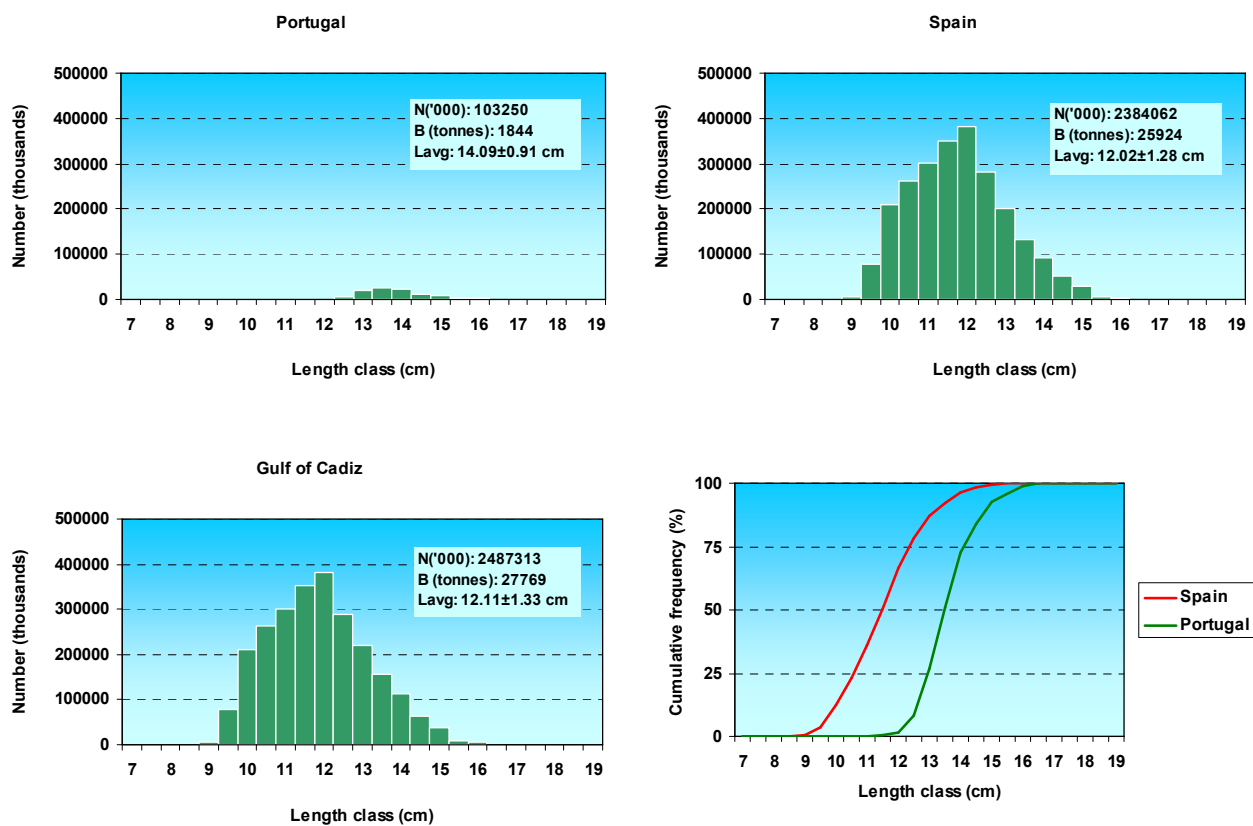 Portugal
500000
400000
300000
200000
100000
0
Number (thousands)
N('000): 103250
B (tonnes): 1844
Lavg: 14.09±0.91 cm
7 8 9 10 11 12 13 14 15 16 17 18 19
Length class (cm)
Spain
500000
400000
300000
200000
100000
0
Number (thousands)
N('000): 2384062
B (tonnes): 25924
Lavg: 12.02±1.28 cm
7 8 9 10 11 12 13 14 15 16 17 18 19
Length class (cm)
Gulf of Cadiz
500000
400000
300000
200000
100000
0
Number (thousands)
N('000): 2487313
B (tonnes): 27769
Lavg: 12.11±1.33 cm
7 8 9 10 11 12 13 14 15 16 17 18 19
Length class (cm)
100
75
50
25
0
Cumulative frequency (%)
7 8 9 10 11 12 13 14 15 16 17 18 19
Length class (cm)
Spain
Portugal